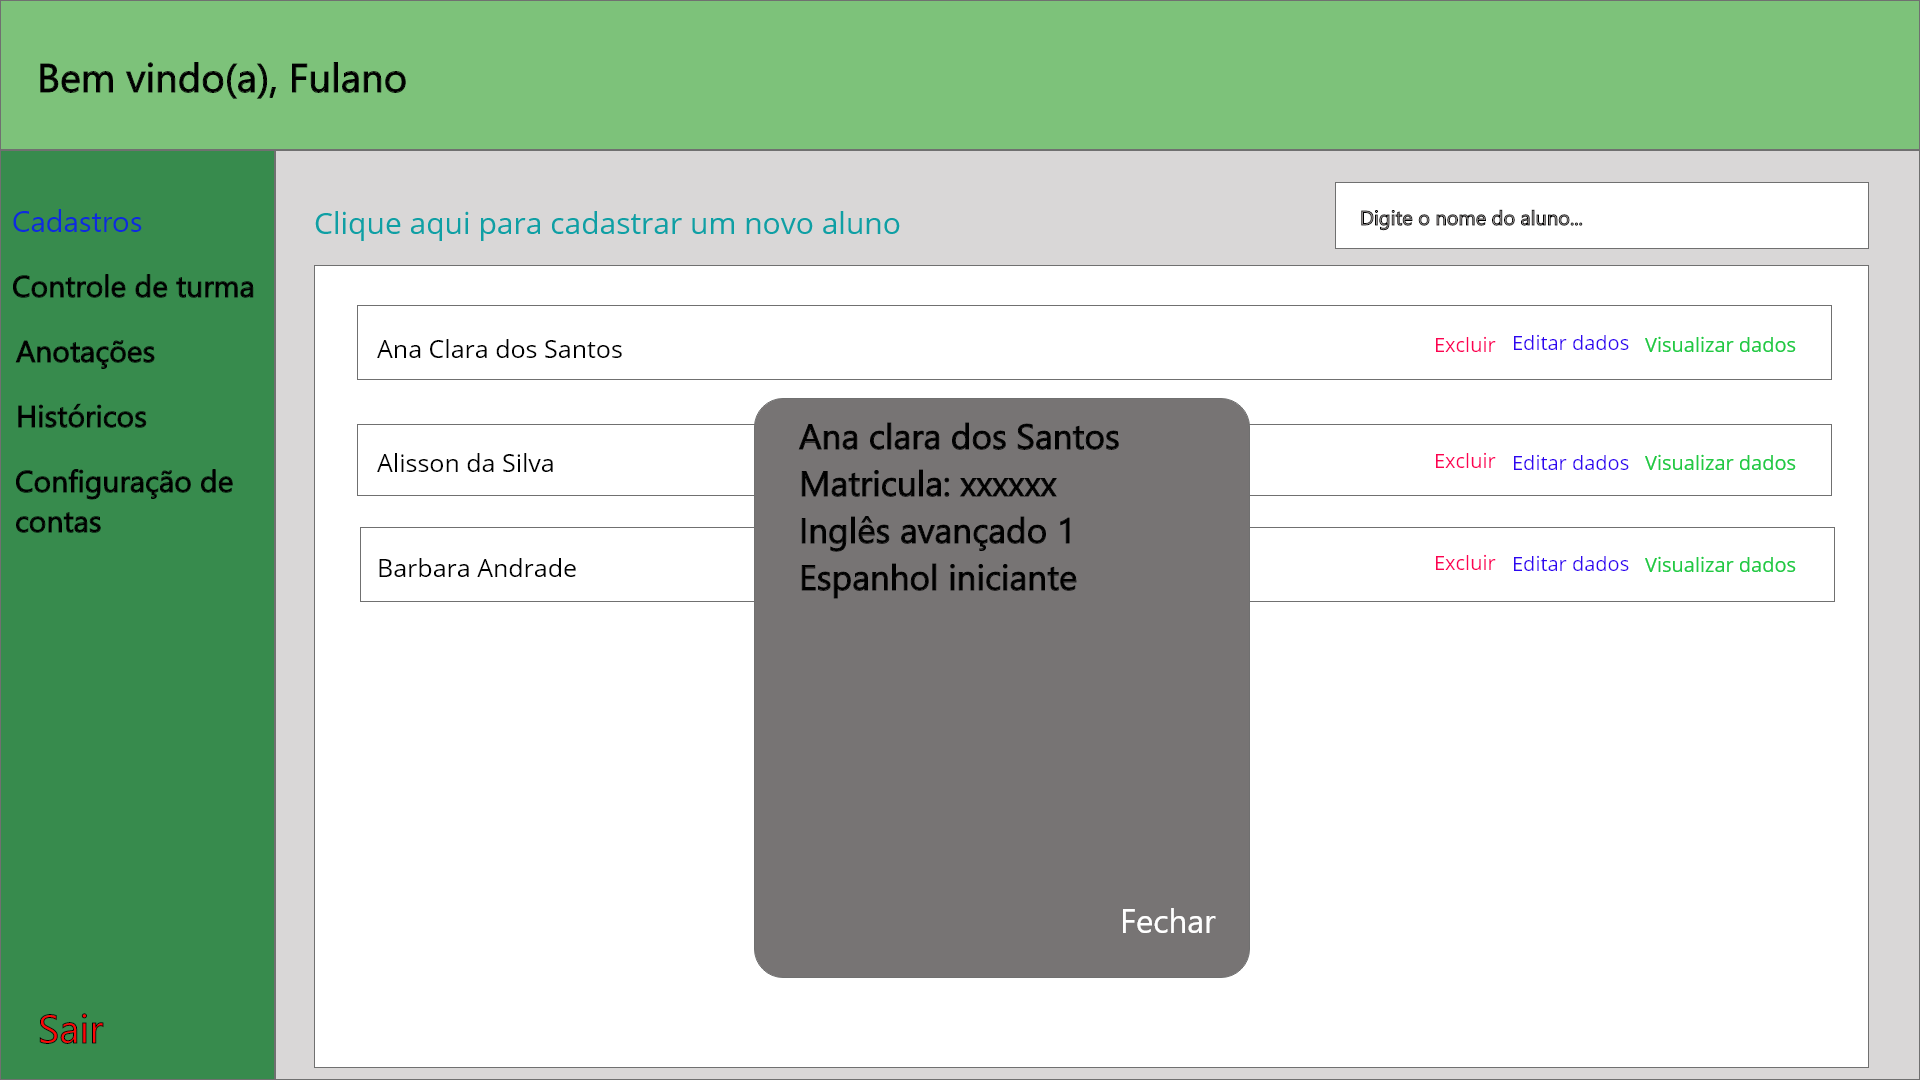 Bem vindo(a), Fulano
Cadastros
Controle de turma
Anotações
Históricos
Configuração de
contas
Sair
Clique aqui para cadastrar um novo aluno
Digite o nome do aluno...
Ana Clara dos Santos
Excluir Editar dados Visualizar dados
Alisson da Silva
Excluir Editar dados Visualizar dados
Barbara Andrade
Excluir Editar dados Visualizar dados
Ana clara dos Santos
Matricula: xxxxxx
Inglês avançado 1
Espanhol iniciante
Fechar